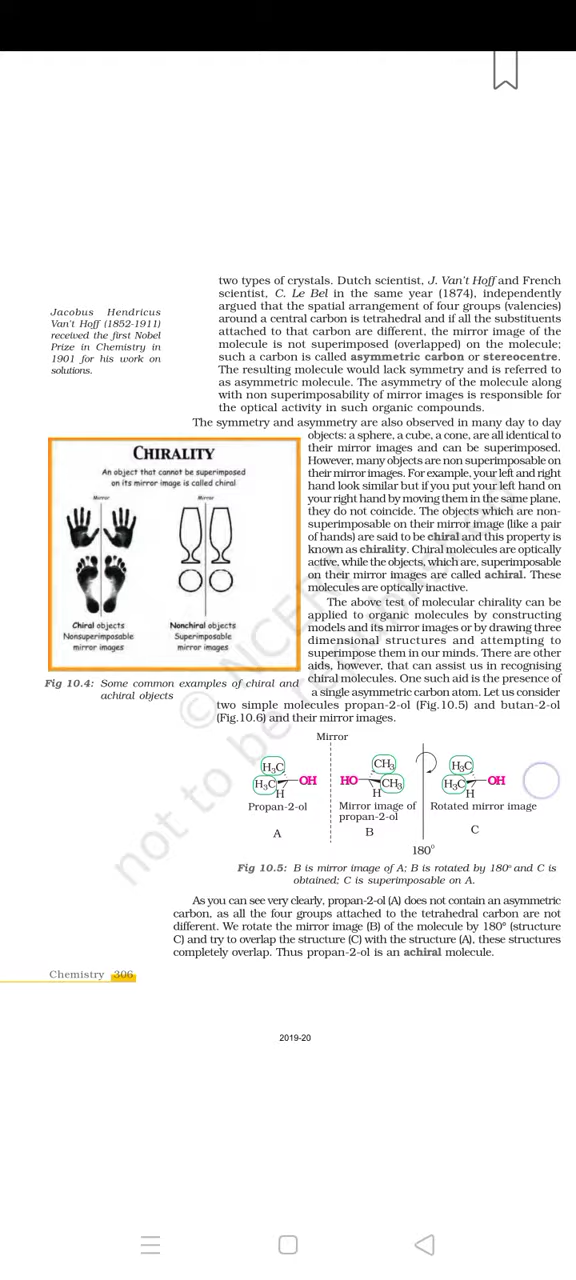 two types of crystals. Dutch scientist, J. Van't Hoff and French
scientist, C. Le Bel in the same year (1874), independently
argued that the spatial arrangement of four groups (valencies)
around a central carbon is tetrahedral and if all the substituents
attached to that carbon are different, the mirror image of the
molecule is not superimposed (overlapped) on the molecule;
such a carbon is called asymmetric carbon or stereocentre.
The resulting molecule would lack symmetry and is referred to
as asymmetric molecule. The asymmetry of the molecule along
with non superimposability of mirror images is responsible for
the optical activity in such organic compounds.
Jacobus Hendricus
Van't Hoff (1852-1911)
received the first Nobel
Prize in Chemistry in
1901 for his work on
solutions.
The symmetry and asymmetry are also observed in many day to day
objects: a sphere, a cube, a cone, are all identical to
their mirror images and can be superimposed.
However, many objects are non superimposable on
their mirror images. For example, your left and right
hand look similar but if you put your left hand on
your right hand by moving them in the same plane,
they do not coincide. The objects which are non-
superimposable on their mirror image (like a pair
of hands) are said to be chiral and this property is
known as chirality. Chiral molecules are optically
active, while the objects, which are, superimposable
on their mirror images are called achiral. These
molecules are optically inactive.
The above test of molecular chirality can be
applied to organic molecules by constructing
models and its mirror images or by drawing three
dimensional structures and attempting to
superimpose them in our minds. There are other
aids, however, that can assist us in recognising
chiral molecules. One such aid is the presence of
a single asymmetric carbon atom. Let us consider
two simple molecules propan-2-ol (Fig.10.5) and butan-2-ol
(Fig.10.6) and their mirror images.
CHIRALITY
An object that cannot be superimposed
on its mirror image is called chiral
Mirror
Mirror
Chiral objects
Nonsuperimposable
mirror images
Nonchiral objects
Superimposable
mirror images
Fig 10.4: Some common examples of chiral and
achiral objects
Mirror
H3C
H3C
OH
H
Propan-2-ol
A
CH3
HO
CH3
H
Mirror image of
propan-2-ol
B
180°
H3C
H3C
OH
H
Rotated mirror image
C
Fig 10.5: B is mirror image of A; B is rotated by 180° and C is
obtained; C is superimposable on A.
As you can see very clearly, propan-2-ol (A) does not contain an asymmetric
carbon, as all the four groups attached to the tetrahedral carbon are not
different. We rotate the mirror image (B) of the molecule by 180° (structure
C) and try to overlap the structure (C) with the structure (A), these structures
completely overlap. Thus propan-2-ol is an achiral molecule.
Chemistry 306
2019-20
© NCERT
not to be republished